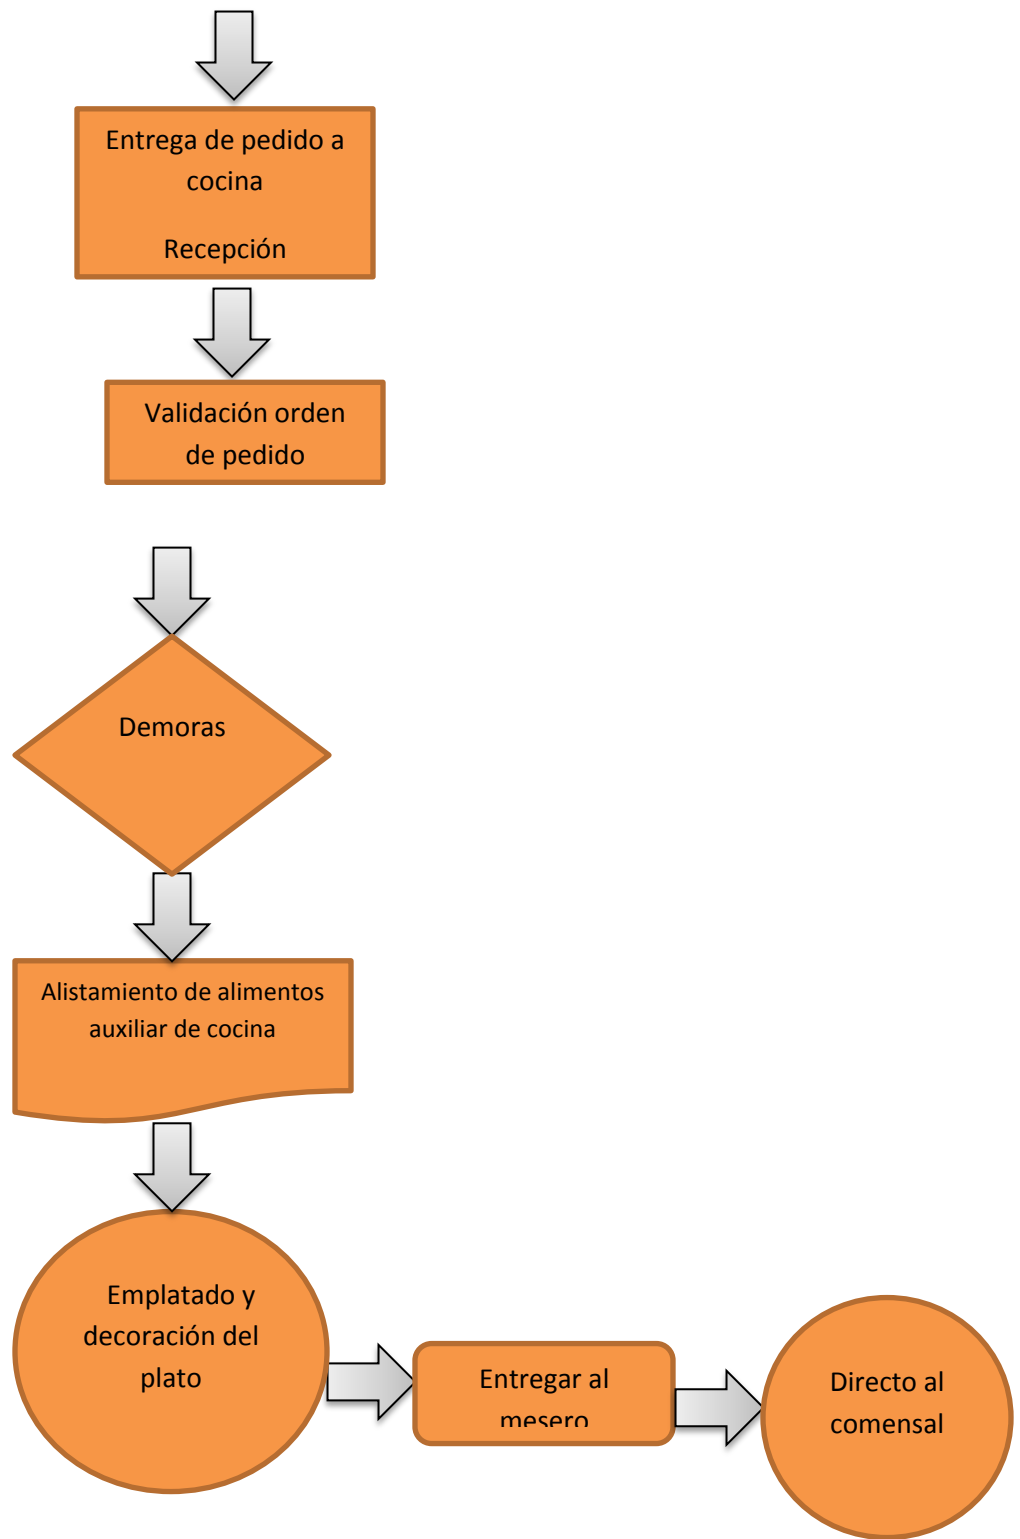 Entrega de pedido a
cocina
Recepción
Validación orden
de pedido
Demoras
Alistamiento de alimentos
auxiliar de cocina
Emplatado y
decoración del
plato
Entregar al
mesero
Directo al
comensal